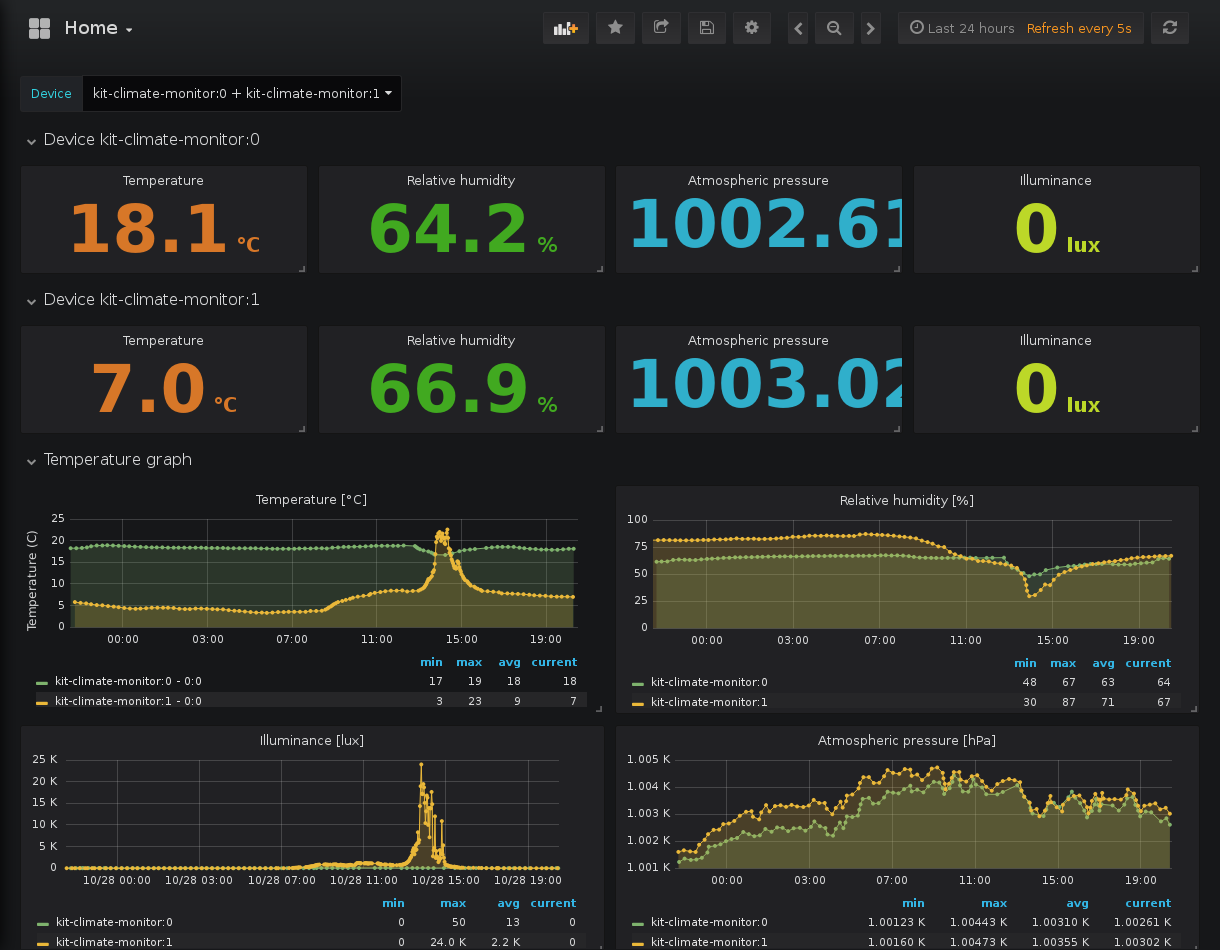 Home
Last 24 hours Refresh every 5s
Device kit-climate-monitor:0 + kit-climate-monitor:1
Device kit-climate-monitor:0
Temperature Relative humidity Atmospheric pressure Illuminance
18.1 °C 64.2 % 1002.61 0 lux
Device kit-climate-monitor:1
Temperature Relative humidity Atmospheric pressure Illuminance
7.0 °C 66.9 % 1003.02 0 lux
Temperature graph
Temperature [°C]
Temperature (C)
25
20
15
10
5
0
00:00 03:00 07:00 11:00 15:00 19:00
min max avg current
kit-climate-monitor:0 - 0:0 17 19 18 18
kit-climate-monitor:1 - 0:0 3 23 9 7
Relative humidity [%]
100
75
50
25
0
00:00 03:00 07:00 11:00 15:00 19:00
min max avg current
kit-climate-monitor:0 48 67 63 64
kit-climate-monitor:1 30 87 71 67
Illuminance [lux]
25 K
20 K
15 K
10 K
5 K
0
10/28 00:00 10/28 03:00 10/28 07:00 10/28 11:00 10/28 15:00 10/28 19:00
min max avg current
kit-climate-monitor:0 0 50 13 0
kit-climate-monitor:1 0 24.0 K 2.2 K 0
Atmospheric pressure [hPa]
1.005 K
1.004 K
1.003 K
1.002 K
1.001 K
00:00 03:00 07:00 11:00 15:00 19:00
min max avg current
kit-climate-monitor:0 1.00123 K 1.00443 K 1.00310 K 1.00261 K
kit-climate-monitor:1 1.00160 K 1.00473 K 1.00355 K 1.00302 K